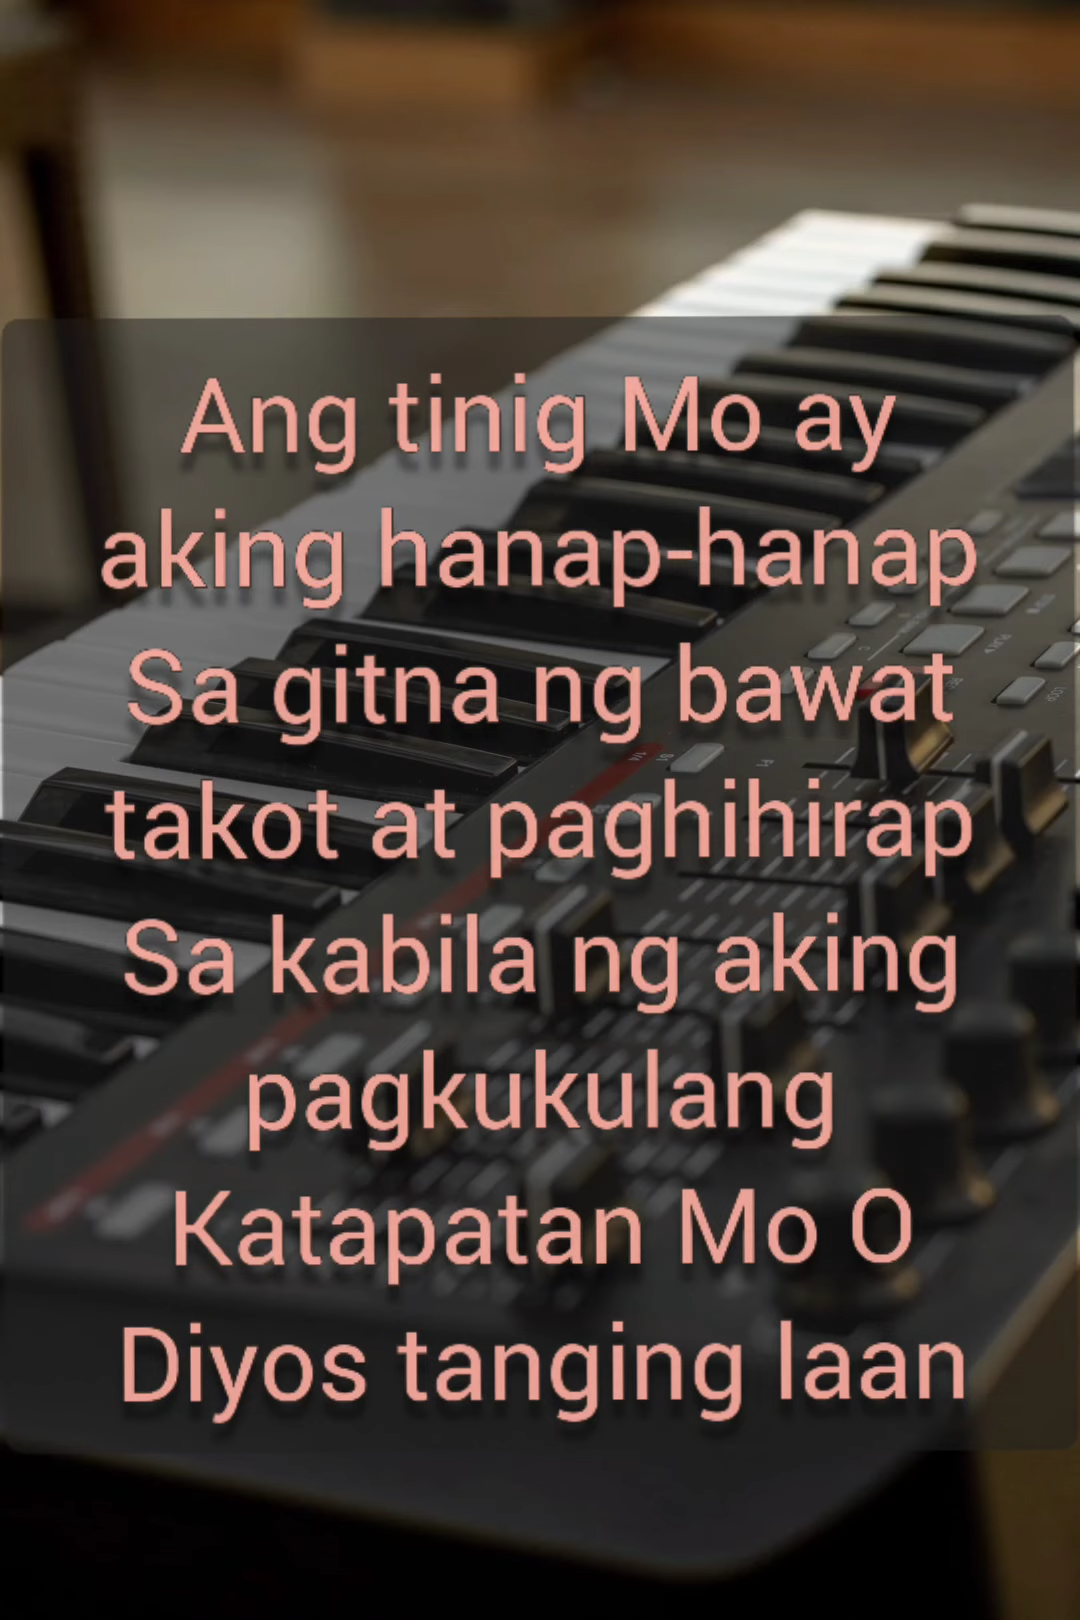 Ang tinig Mo ay
aking hanap-hanap
Sa gitna ng bawat
takot at paghihirap
Sa kabila ng aking
pagkukulang
Katapatan Mo O
Diyos tanging laan